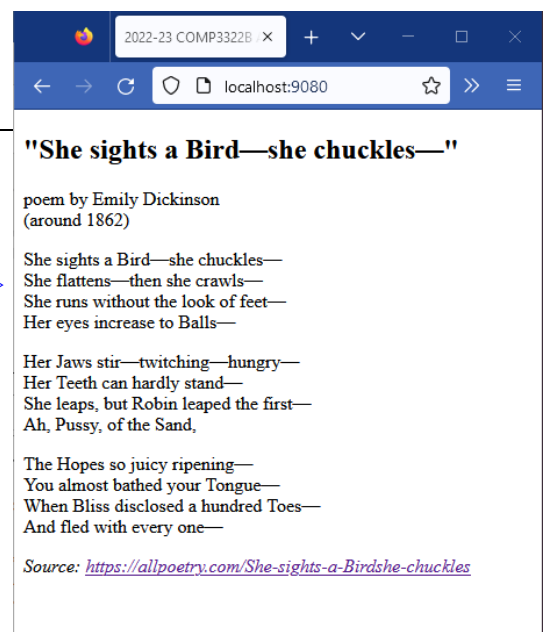 2022-23 COMP3322B
localhost:9080
"She sights a Bird—she chuckles—"
poem by Emily Dickinson
(around 1862)
She sights a Bird—she chuckles—
She flattens—then she crawls—
She runs without the look of feet—
Her eyes increase to Balls—
Her Jaws stir—twitching—hungry—
Her Teeth can hardly stand—
She leaps, but Robin leaped the first—
Ah, Pussy, of the Sand,
The Hopes so juicy ripening—
You almost bathed your Tongue—
When Bliss disclosed a hundred Toes—
And fled with every one—
Source: https://allpoetry.com/She-sights-a-Birdshe-chuckles